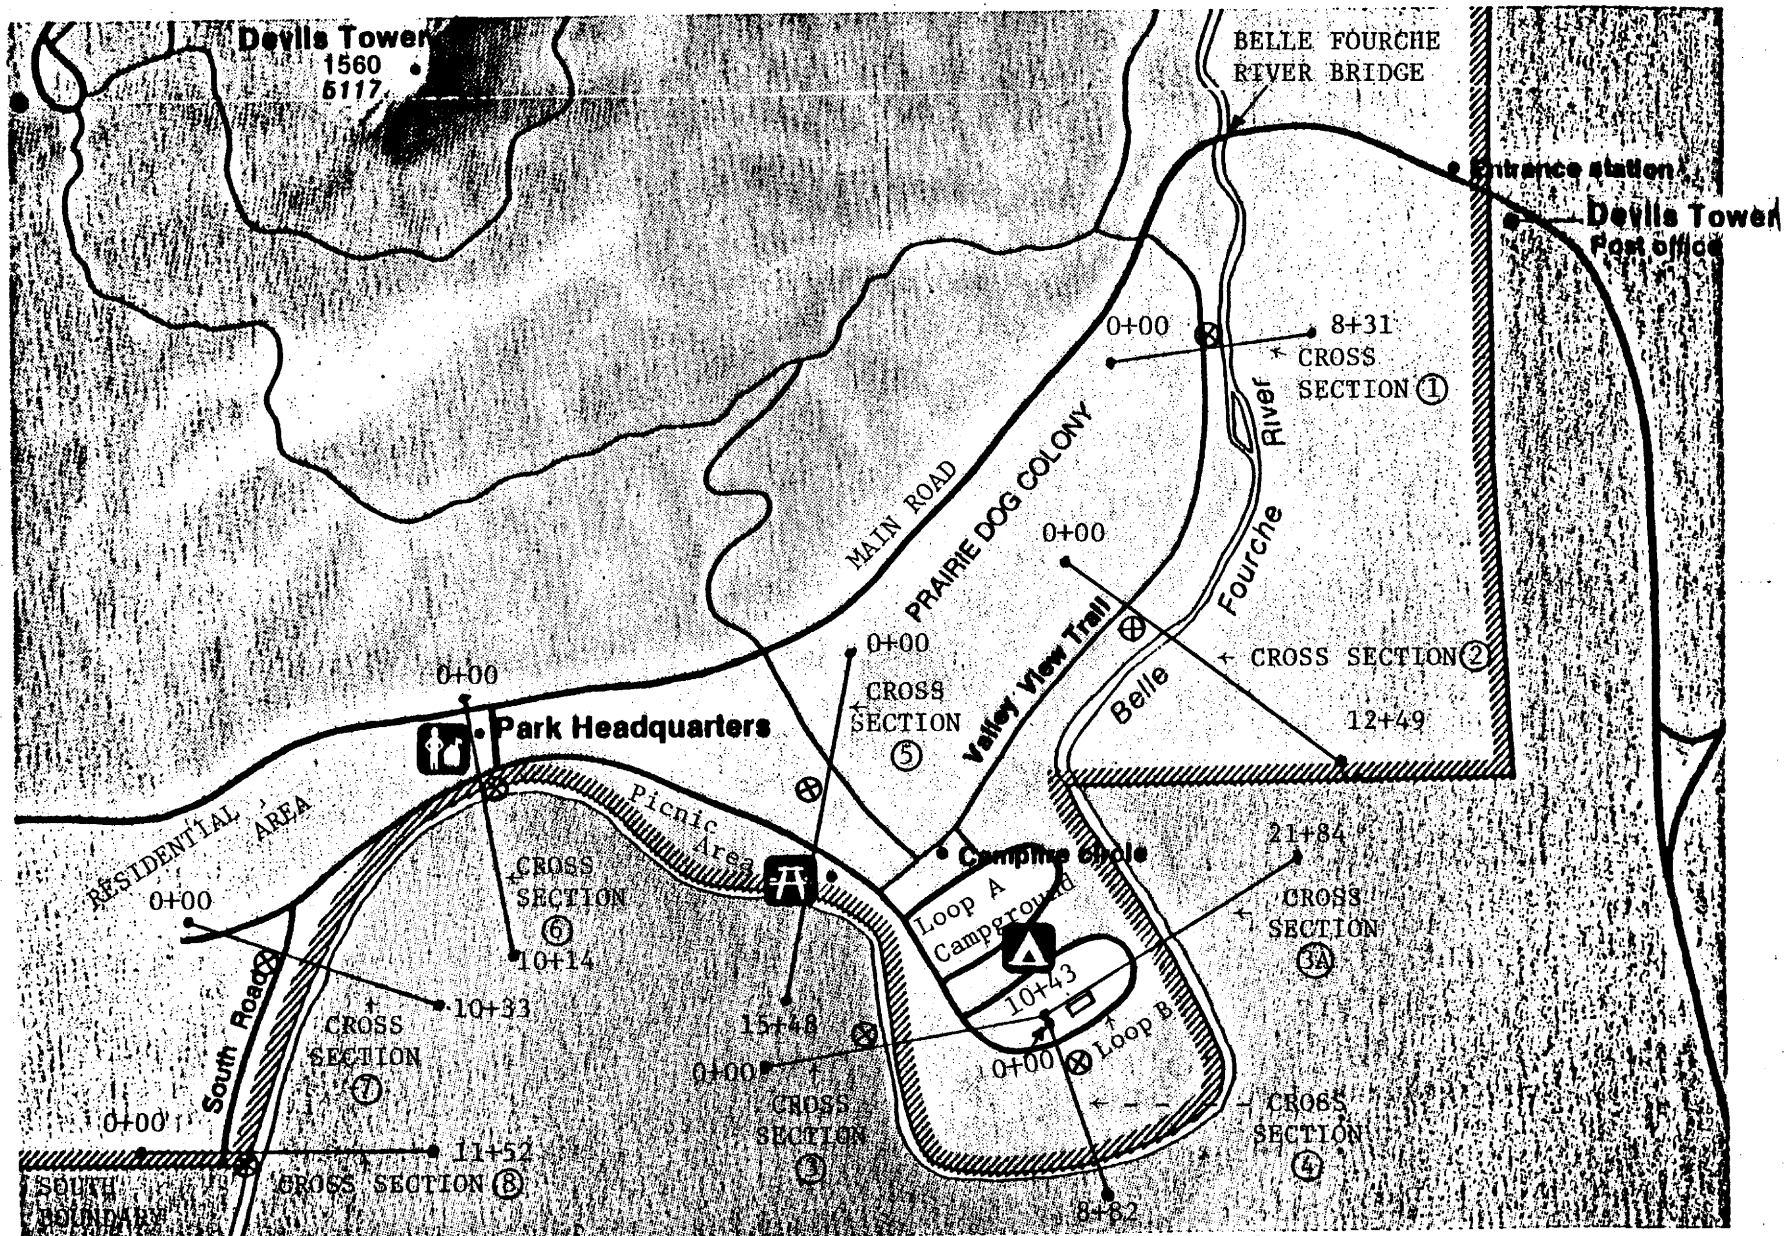 Devils Tower
1560
5117
BELLE FOURCHE
RIVER BRIDGE
Entrance station
Devils Tower
Post office
0+00
8+31
CROSS
SECTION 1
River
MAIN ROAD
PRAIRIE DOG COLONY
0+00
Fourche
Valley View Trail
CROSS SECTION 2
Belle
12+49
0+00
CROSS
SECTION
5
0+00
Park Headquarters
Picnic
Area
RESIDENTIAL
AREA
CROSS
SECTION
6
10+14
Campfire circle
Loop A
Campground
21+84
CROSS
SECTION
3A
0+00
10+33
CROSS
SECTION
7
South Road
15+48
10+43
0+00
0+00
Loop B
CROSS
SECTION
3
CROSS
SECTION
4
8+82
0+00
11+52
CROSS SECTION 8
SOUTH
BOUNDARY